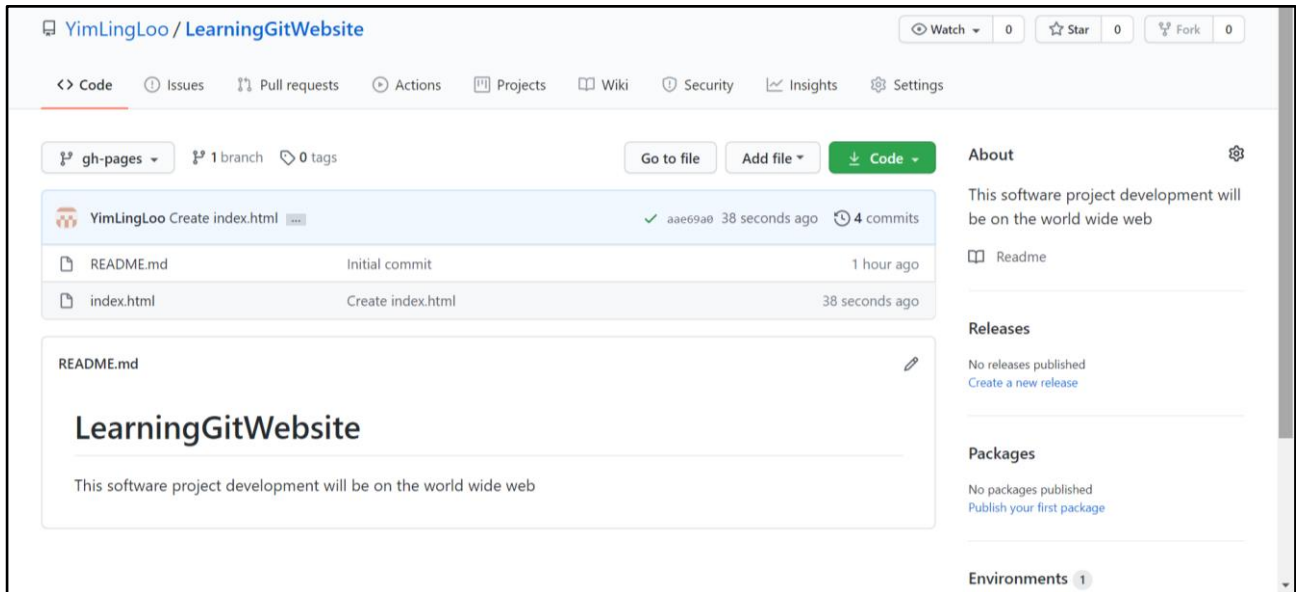 YimLingLoo / LearningGitWebsite
Watch 0 Star 0 Fork 0
Code Issues Pull requests Actions Projects Wiki Security Insights Settings
gh-pages 1 branch 0 tags Go to file Add file Code
YimLingLoo Create index.html ... aae69a0 38 seconds ago 4 commits
README.md Initial commit 1 hour ago
index.html Create index.html 38 seconds ago
README.md
LearningGitWebsite
This software project development will be on the world wide web
About
This software project development will
be on the world wide web
Readme
Releases
No releases published
Create a new release
Packages
No packages published
Publish your first package
Environments 1